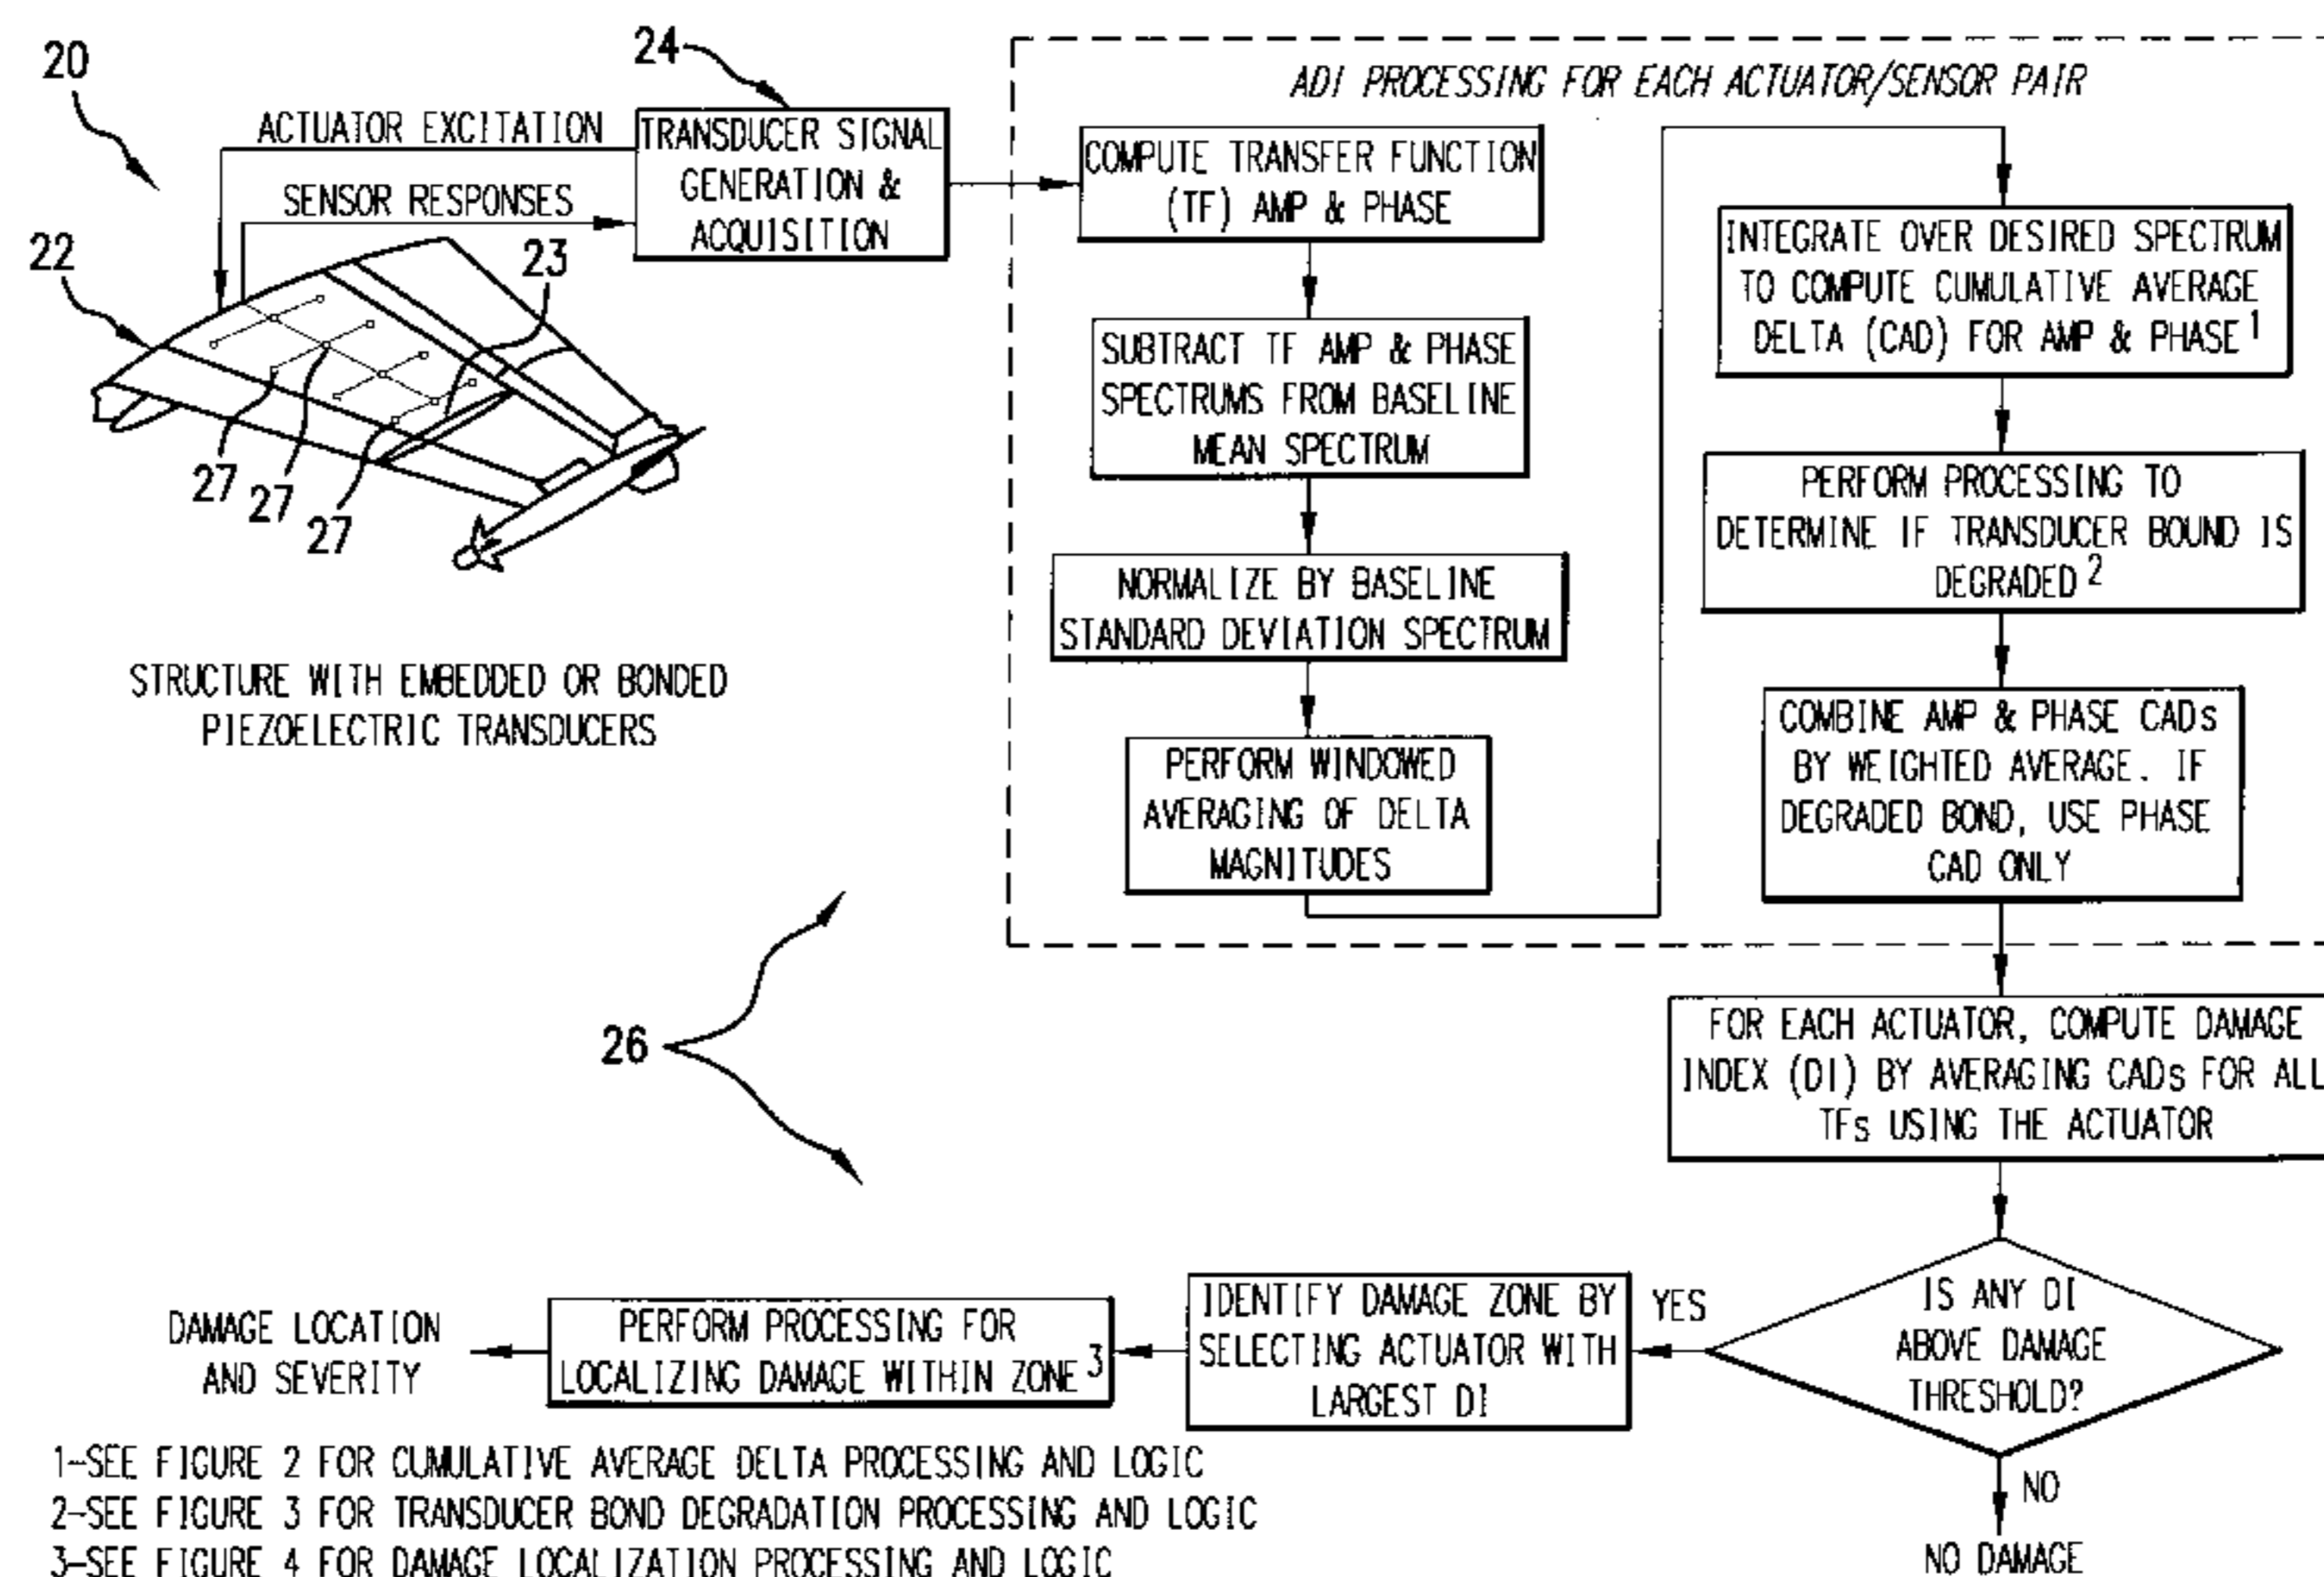 20
24
ACTUATOR EXCITATION
SENSOR RESPONSES
TRANSDUCER SIGNAL
GENERATION &
ACQUISITION
22
23
27
27
27
STRUCTURE WITH EMBEDDED OR BONDED
PIEZOELECTRIC TRANSDUCERS
ADI PROCESSING FOR EACH ACTUATOR/SENSOR PAIR
COMPUTE TRANSFER FUNCTION
(TF) AMP & PHASE
SUBTRACT TF AMP & PHASE
SPECTRUMS FROM BASELINE
MEAN SPECTRUM
NORMALIZE BY BASELINE
STANDARD DEVIATION SPECTRUM
PERFORM WINDOWED
AVERAGING OF DELTA
MAGNITUDES
INTEGRATE OVER DESIRED SPECTRUM
TO COMPUTE CUMULATIVE AVERAGE
DELTA (CAD) FOR AMP & PHASE 1
PERFORM PROCESSING TO
DETERMINE IF TRANSDUCER BOUND IS
DEGRADED 2
COMBINE AMP & PHASE CADs
BY WEIGHTED AVERAGE. IF
DEGRADED BOND, USE PHASE
CAD ONLY
26
FOR EACH ACTUATOR, COMPUTE DAMAGE
INDEX (DI) BY AVERAGING CADs FOR ALL
TFs USING THE ACTUATOR
IS ANY DI
ABOVE DAMAGE
THRESHOLD?
YES
IDENTIFY DAMAGE ZONE BY
SELECTING ACTUATOR WITH
LARGEST DI
PERFORM PROCESSING FOR
LOCALIZING DAMAGE WITHIN ZONE 3
DAMAGE LOCATION
AND SEVERITY
NO
NO DAMAGE
1-SEE FIGURE 2 FOR CUMULATIVE AVERAGE DELTA PROCESSING AND LOGIC
2-SEE FIGURE 3 FOR TRANSDUCER BOND DEGRADATION PROCESSING AND LOGIC
3-SEE FIGURE 4 FOR DAMAGE LOCALIZATION PROCESSING AND LOGIC